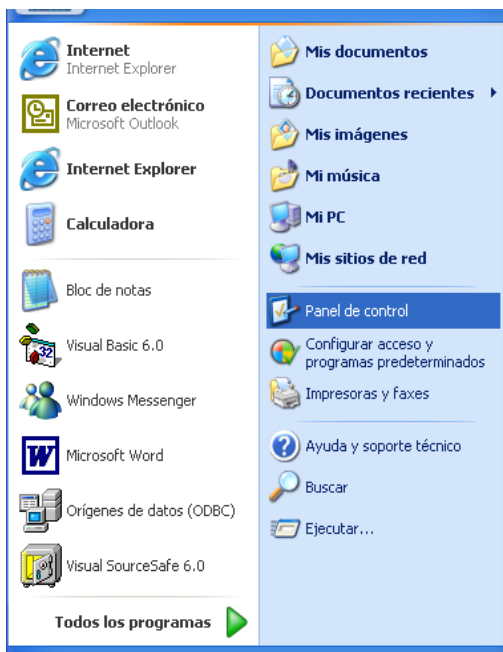 Internet
Internet Explorer
Correo electrónico
Microsoft Outlook
Internet Explorer
Calculadora
Bloc de notas
Visual Basic 6.0
Windows Messenger
Microsoft Word
Orígenes de datos (ODBC)
Visual SourceSafe 6.0
Todos los programas
Mis documentos
Documentos recientes
Mis imágenes
Mi música
Mi PC
Mis sitios de red
Panel de control
Configurar acceso y
programas predeterminados
Impresoras y faxes
Ayuda y soporte técnico
Buscar
Ejecutar...